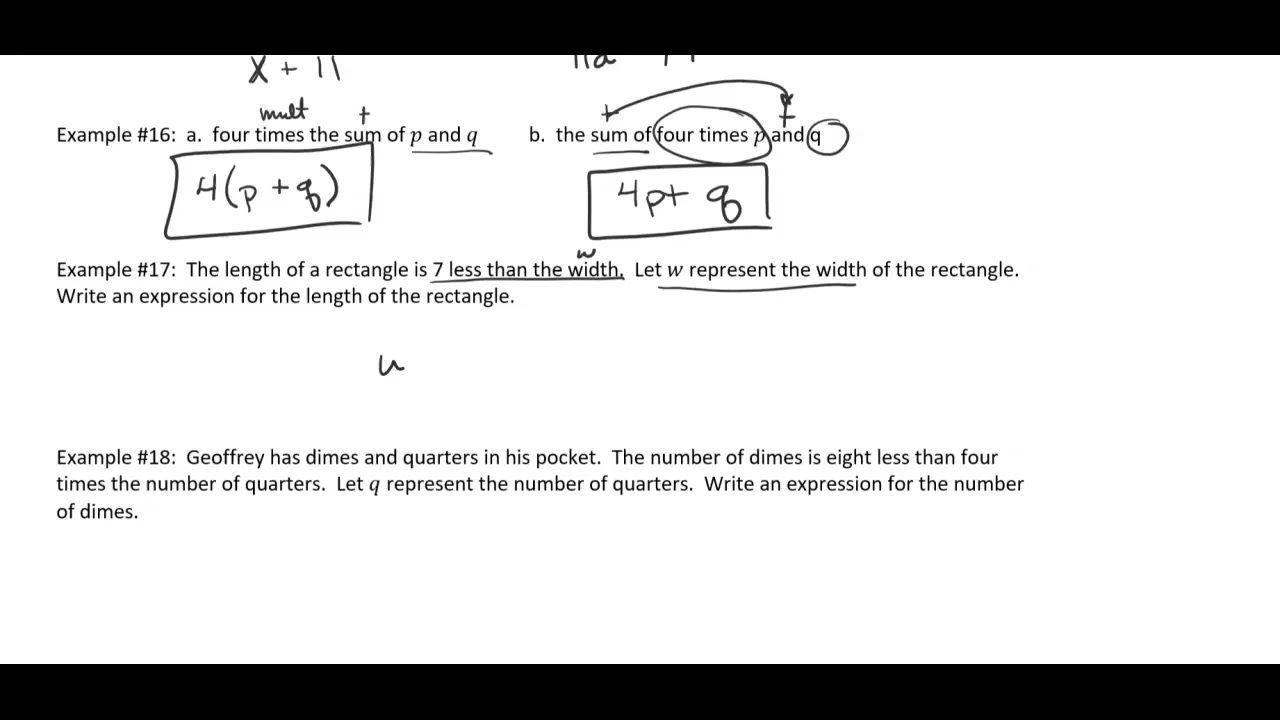 x + 11
mult + +
Example #16: a. four times the sum of p and q b. the sum of four times p and q
4(p + q) 4p+ q
w
Example #17: The length of a rectangle is 7 less than the width. Let w represent the width of the rectangle.
Write an expression for the length of the rectangle.
Example #18: Geoffrey has dimes and quarters in his pocket. The number of dimes is eight less than four
times the number of quarters. Let q represent the number of quarters. Write an expression for the number
of dimes.